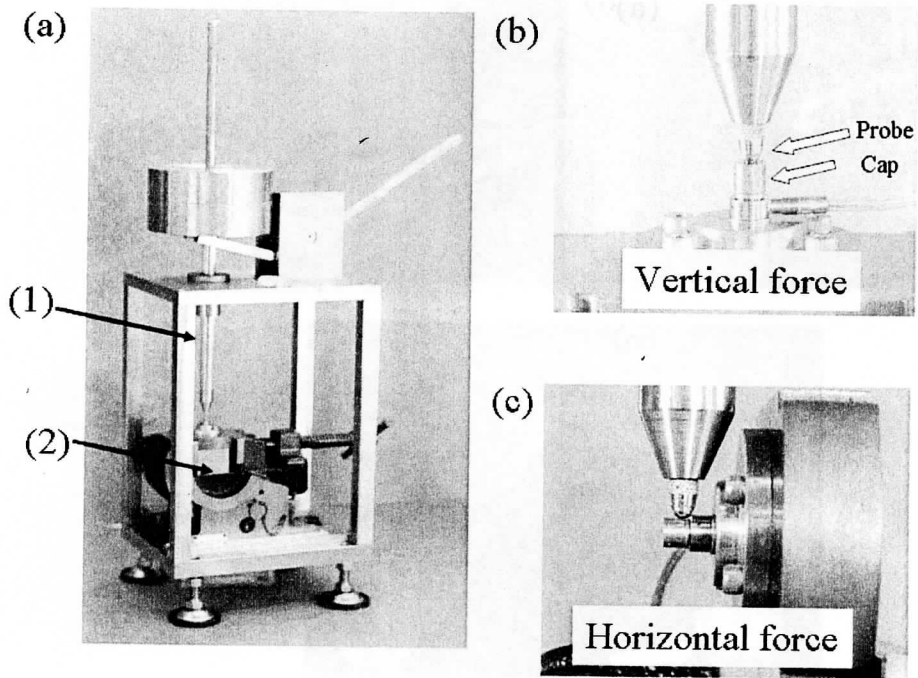 (a)
(1)
(2)
(b)
Probe
Cap
Vertical force
(c)
Horizontal force